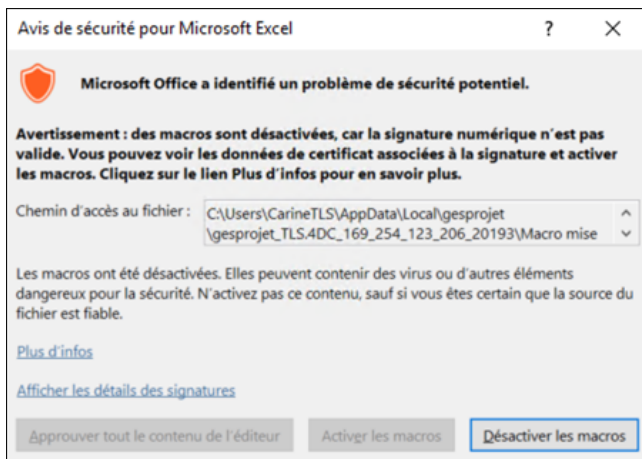 Avis de sécurité pour Microsoft Excel ?
Microsoft Office a identifié un problème de sécurité potentiel.
Avertissement : des macros sont désactivées, car la signature numérique n'est pas
valide. Vous pouvez voir les données de certificat associées à la signature et activer
les macros. Cliquez sur le lien Plus d'infos pour en savoir plus.
Chemin d'accès au fichier : C:\Users\CarineTLS\AppData\Local\gesprojet
\gesprojet_TLS.4DC_169_254_123_206_20193\Macro mise
Les macros ont été désactivées. Elles peuvent contenir des virus ou d'autres éléments
dangereux pour la sécurité. N'activez pas ce contenu, sauf si vous êtes certain que la source du
fichier est fiable.
Plus d'infos
Afficher les détails des signatures
Approuver tout le contenu de l'éditeur Activer les macros Désactiver les macros